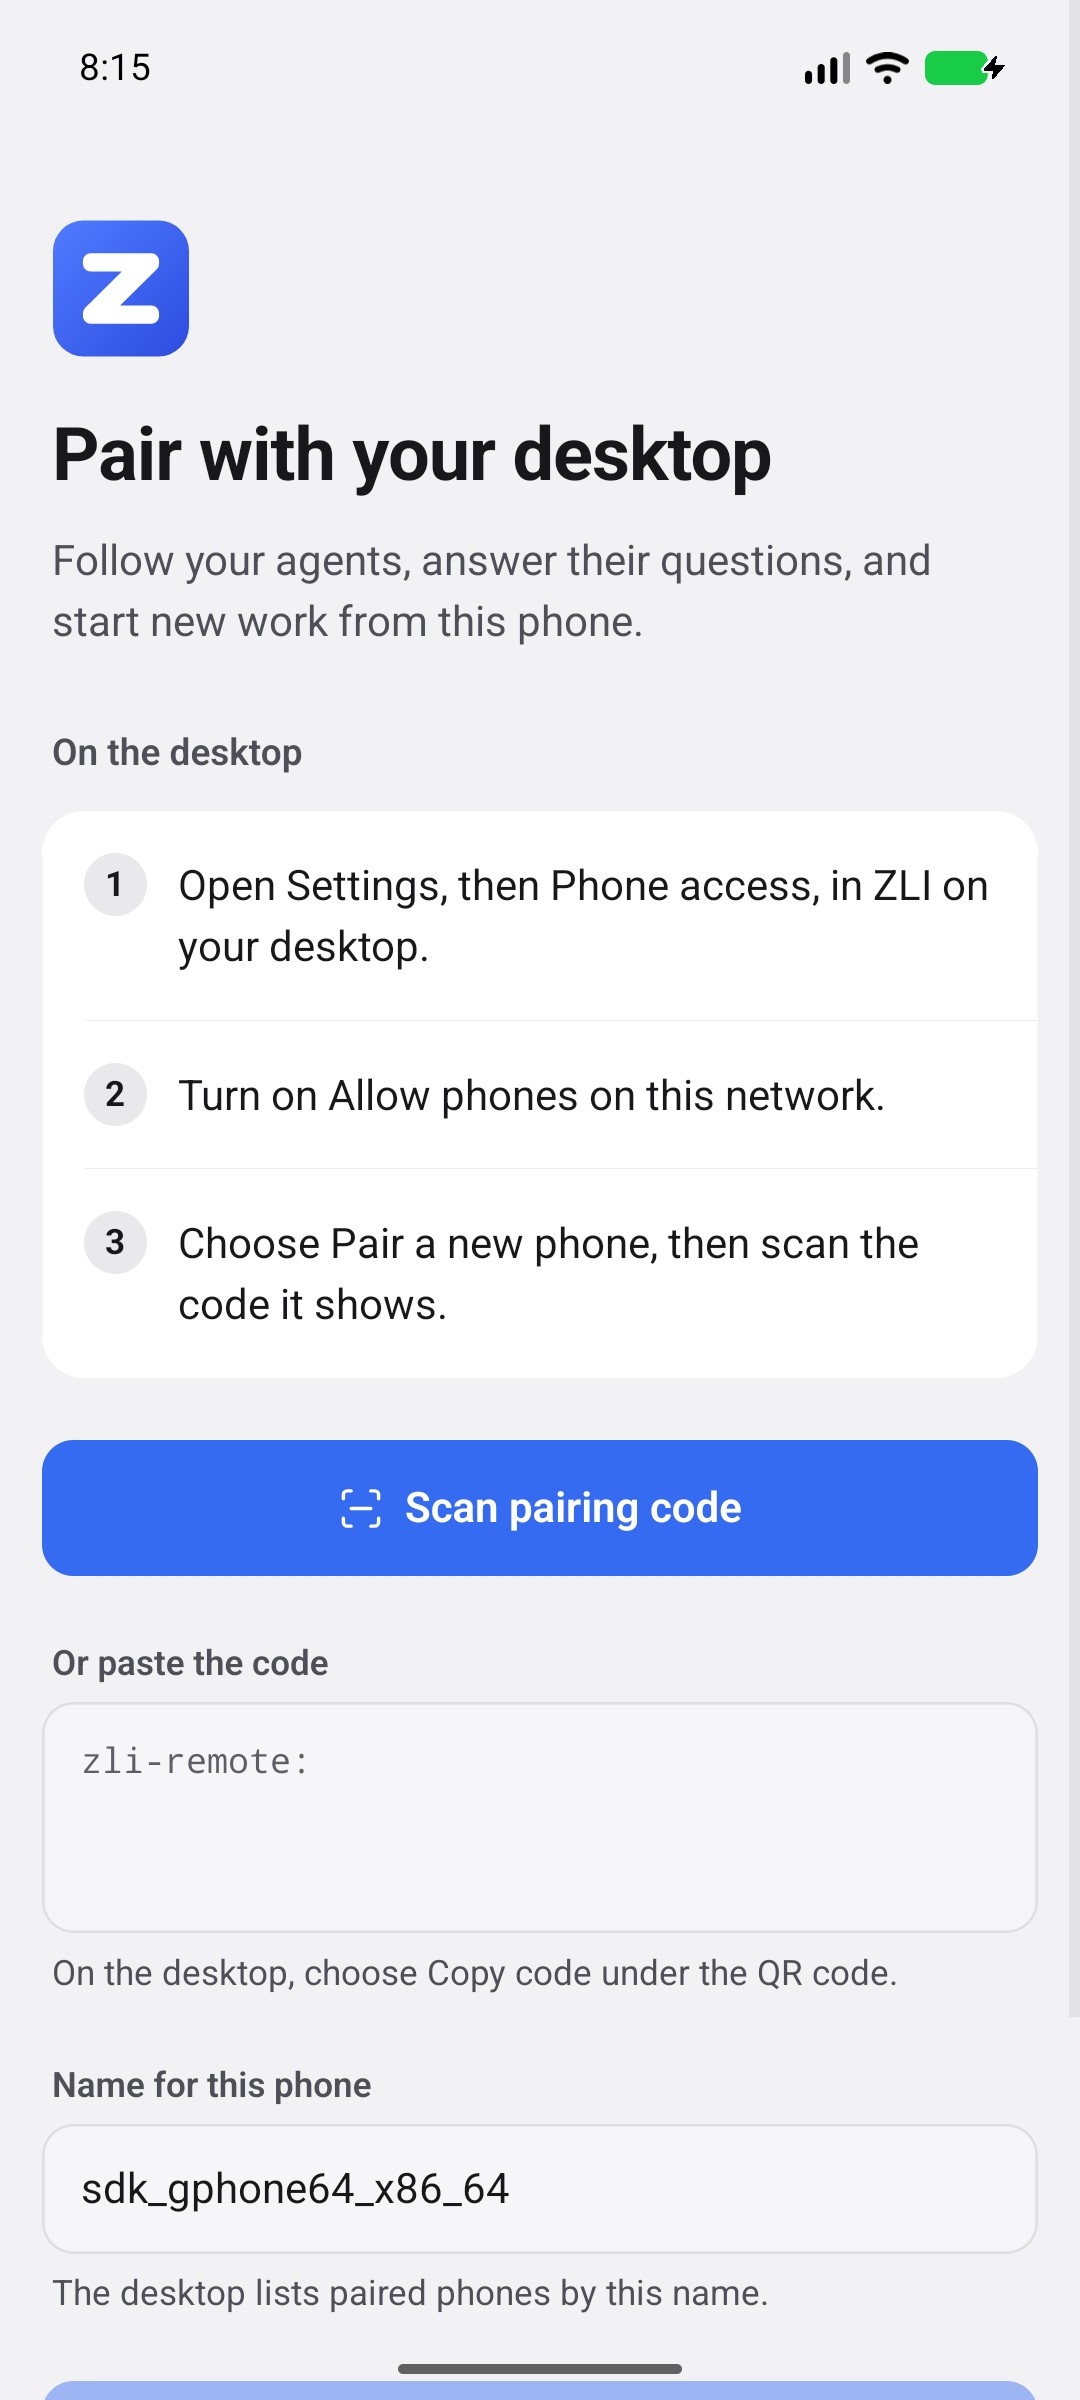 8:15
Z
Pair with your desktop
Follow your agents, answer their questions, and
start new work from this phone.
On the desktop
1 Open Settings, then Phone access, in ZLI on
your desktop.
2 Turn on Allow phones on this network.
3 Choose Pair a new phone, then scan the
code it shows.
Scan pairing code
Or paste the code
zli-remote:
On the desktop, choose Copy code under the QR code.
Name for this phone
sdk_gphone64_x86_64
The desktop lists paired phones by this name.